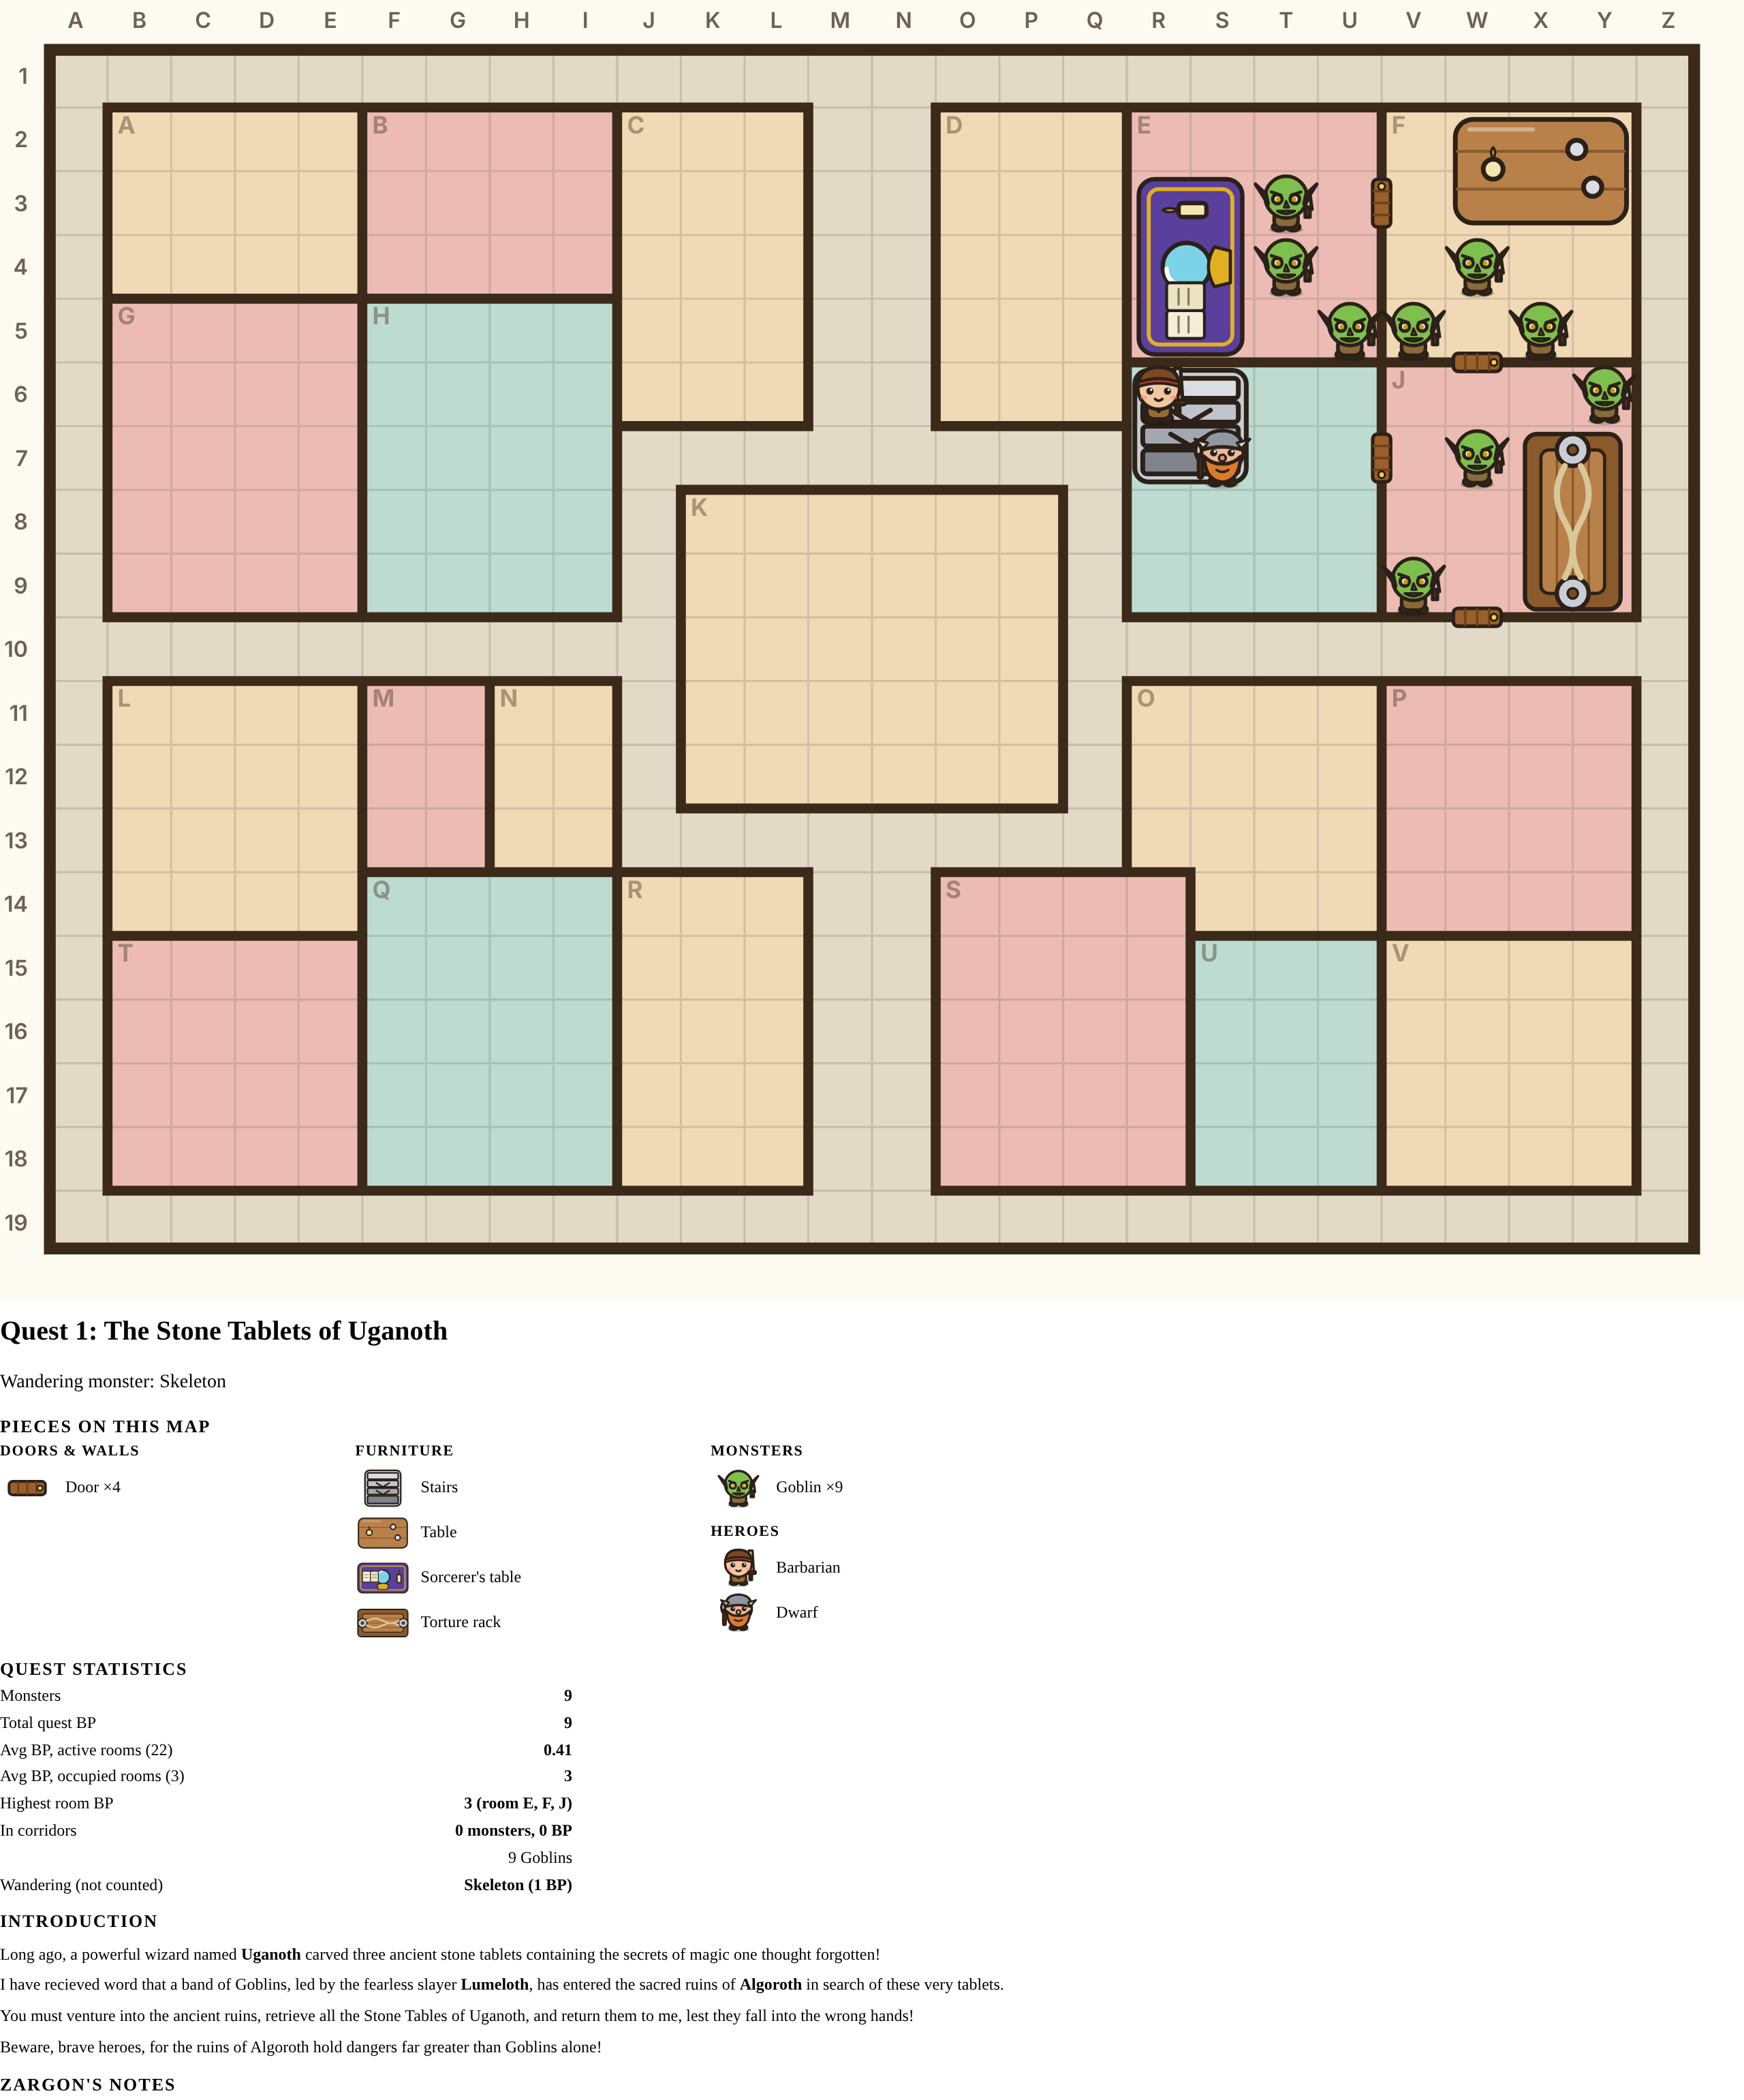 A B C D E F G H I J K L M N O P Q R S T U V W X Y Z
1
2
3
4
5
6
7
8
9
10
11
12
13
14
15
16
17
18
19
A B C D E F
G H
J
K
L M N O P
Q R S
T U V
Quest 1: The Stone Tablets of Uganoth
Wandering monster: Skeleton
PIECES ON THIS MAP
DOORS & WALLS
Door ×4
FURNITURE
Stairs
Table
Sorcerer's table
Torture rack
MONSTERS
Goblin ×9
HEROES
Barbarian
Dwarf
QUEST STATISTICS
Monsters 9
Total quest BP 9
Avg BP, active rooms (22) 0.41
Avg BP, occupied rooms (3) 3
Highest room BP 3 (room E, F, J)
In corridors 0 monsters, 0 BP
9 Goblins
Wandering (not counted) Skeleton (1 BP)
INTRODUCTION
Long ago, a powerful wizard named Uganoth carved three ancient stone tablets containing the secrets of magic one thought forgotten!
I have recieved word that a band of Goblins, led by the fearless slayer Lumeloth, has entered the sacred ruins of Algoroth in search of these very tablets.
You must venture into the ancient ruins, retrieve all the Stone Tables of Uganoth, and return them to me, lest they fall into the wrong hands!
Beware, brave heroes, for the ruins of Algoroth hold dangers far greater than Goblins alone!
ZARGON'S NOTES